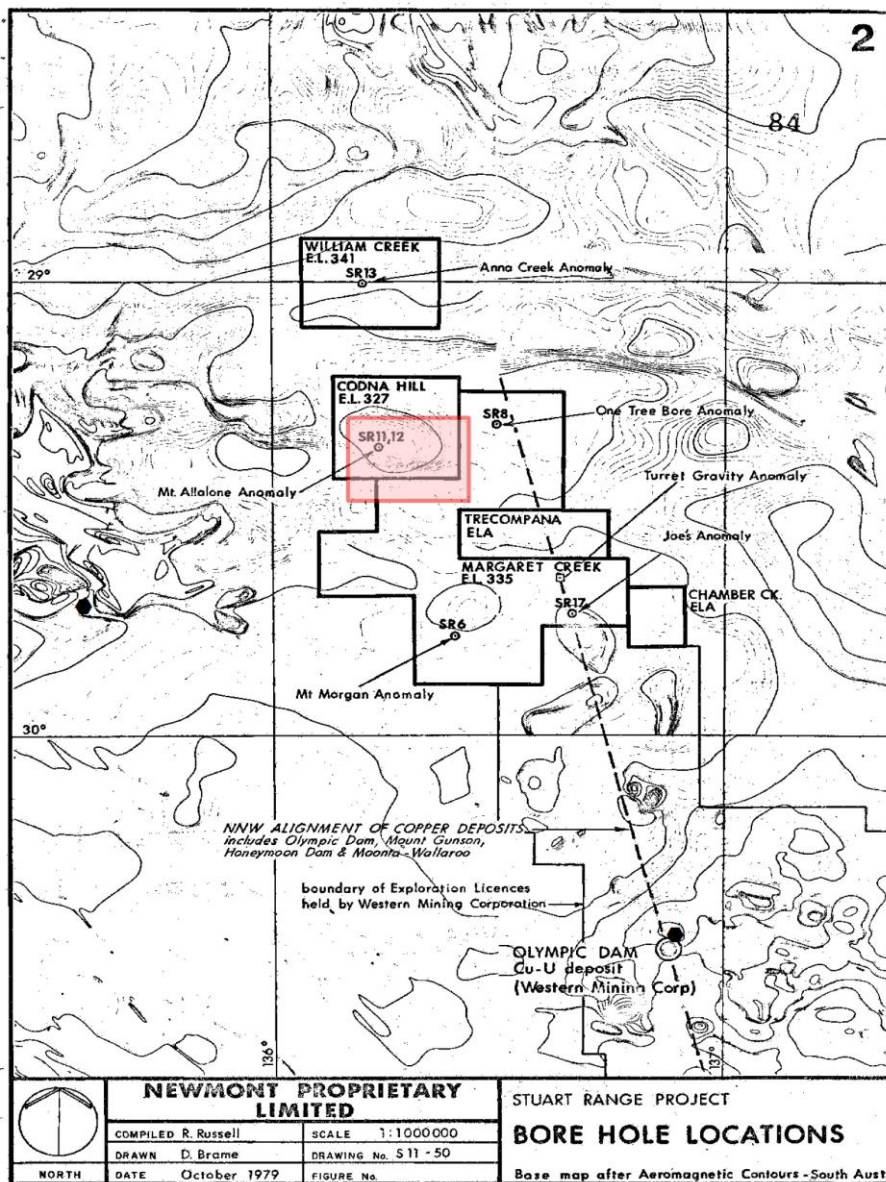 2
84
WILLIAM CREEK
E.L. 341
SR13
Anna Creek Anomaly
29°
CODNA HILL
E.L. 327
SR8
One Tree Bore Anomaly
SR11,12
Mt. Allalone Anomaly
Turret Gravity Anomaly
TRECOMPANA
ELA
Joe's Anomaly
MARGARET CREEK
E.L. 335
CHAMBER CK.
ELA
SR17
SR6
Mt Morgan Anomaly
30°
NNW ALIGNMENT OF COPPER DEPOSITS
includes Olympic Dam, Mount Gunson,
Honeymoon Dam & Moonta-Wallaroo
boundary of Exploration Licences
held by Western Mining Corporation
OLYMPIC DAM
Cu-U deposit
(Western Mining Corp)
136°
137°
NEWMONT PROPRIETARY
LIMITED
COMPILED R. Russell
SCALE 1:1000000
DRAWN D. Brame
DRAWING No. S11-50
NORTH
DATE October 1979
FIGURE No.
STUART RANGE PROJECT
BORE HOLE LOCATIONS
Base map after Aeromagnetic Contours - South Aust